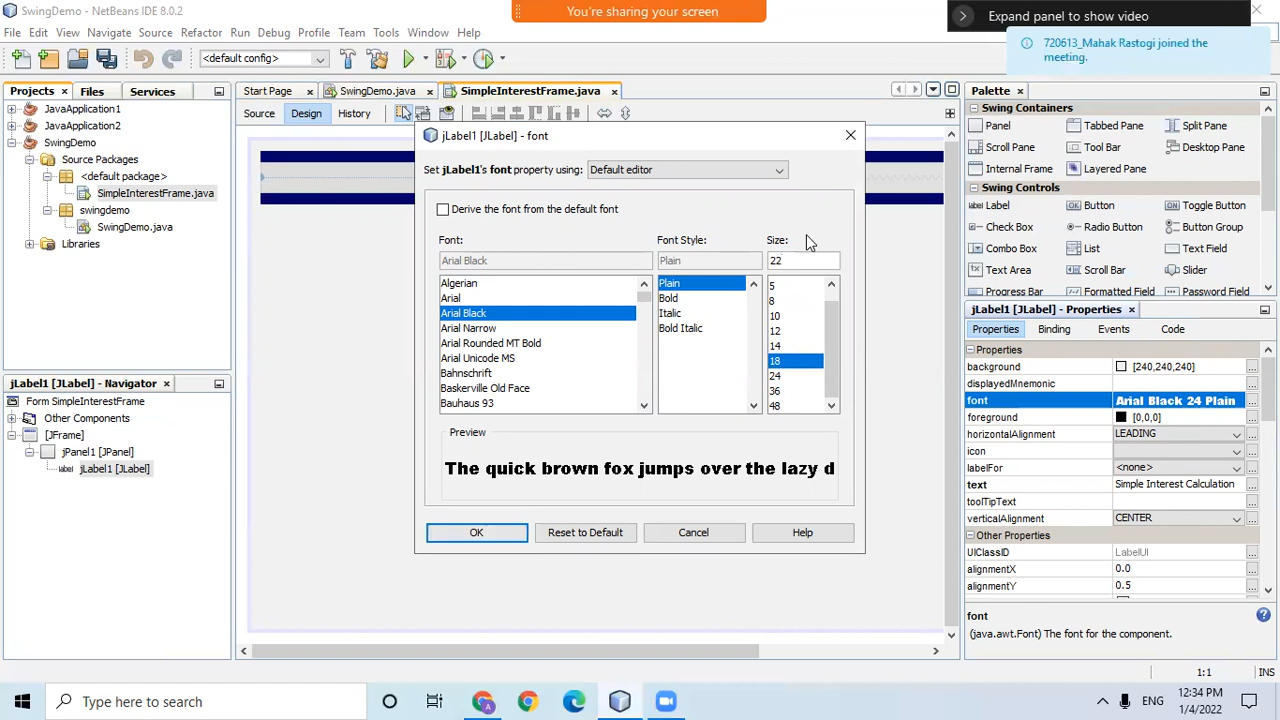 SwingDemo - NetBeans IDE 8.0.2
You're sharing your screen
Expand panel to show video
720613_Mahak Rastogi joined the
meeting.
File Edit View Navigate Source Refactor Run Debug Profile Team Tools Window Help
<default config>
Projects Files Services
Start Page SwingDemo.java SimpleInterestFrame.java
Palette
JavaApplication1
JavaApplication2
SwingDemo
Source Packages
<default package>
SimpleInterestFrame.java
swingdemo
SwingDemo.java
Libraries
Source Design History
jLabel1 [JLabel] - font
Set jLabel1's font property using: Default editor
Derive the font from the default font
Font: Font Style: Size:
Arial Black Plain 22
Algerian Plain 5
Arial Bold 8
Arial Black Italic 10
Arial Narrow Bold Italic 12
Arial Rounded MT Bold 14
Arial Unicode MS 18
Bahnschrift 24
Baskerville Old Face 36
Bauhaus 93 48
Preview
The quick brown fox jumps over the lazy d
OK Reset to Default Cancel Help
Swing Containers
Panel Tabbed Pane Split Pane
Scroll Pane Tool Bar Desktop Pane
Internal Frame Layered Pane
Swing Controls
Label Button Toggle Button
Check Box Radio Button Button Group
Combo Box List Text Field
Text Area Scroll Bar Slider
Progress Bar Formatted Field Password Field
jLabel1 [JLabel] - Properties
Properties Binding Events Code
Properties
background [240,240,240]
displayedMnemonic
font Arial Black 24 Plain
foreground [0,0,0]
horizontalAlignment LEADING
icon
labelFor <none>
text Simple Interest Calculation
toolTipText
verticalAlignment CENTER
Other Properties
UIClassID LabelUI
alignmentX 0.0
alignmentY 0.5
font
(java.awt.Font) The font for the component.
jLabel1 [JLabel] - Navigator
Form SimpleInterestFrame
Other Components
[JFrame]
jPanel1 [JPanel]
jLabel1 [JLabel]
1:1 INS
Type here to search
ENG
12:34 PM
1/4/2022